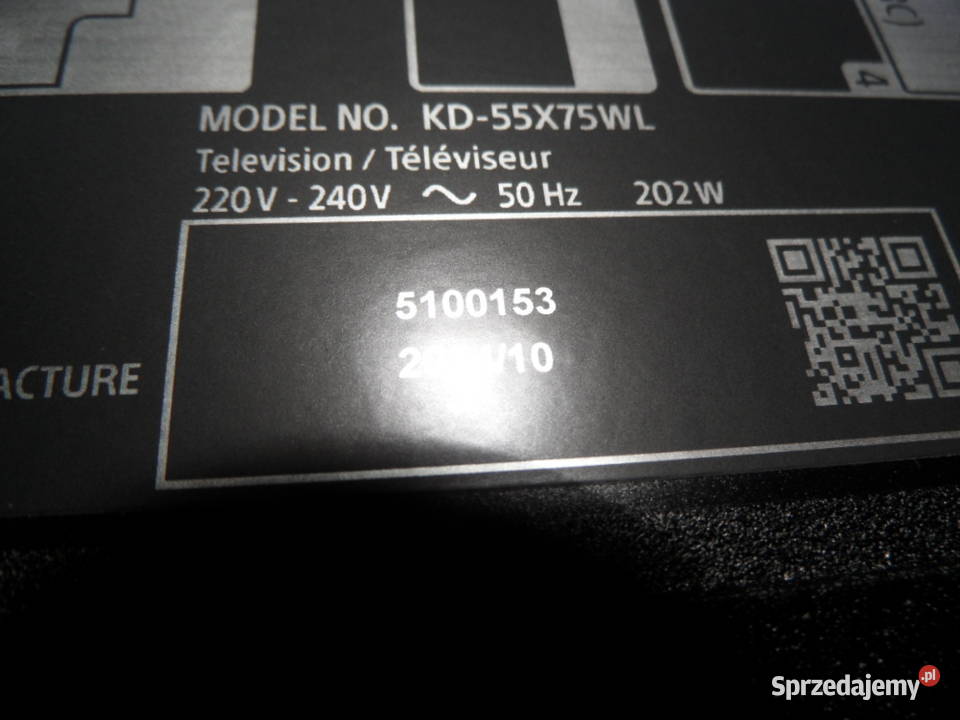 C)
4
MODEL NO. KD-55X75WL
Television / Téléviseur
220V - 240V ~ 50 Hz 202W
5100153
ACTURE
Sprzedajemy.pl